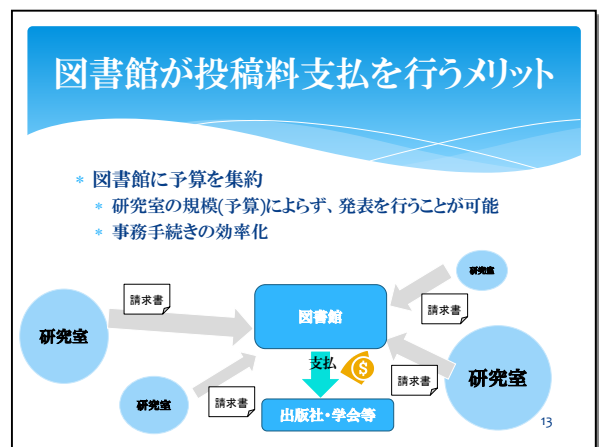 図書館が投稿料支払を行うメリット
* 図書館に予算を集約
* 研究室の規模(予算)によらず、発表を行うことが可能
* 事務手続きの効率化
研究室
請求書
図書館
研究室
請求書
研究室
支払
$
請求書
研究室
研究室
請求書
出版社・学会等
13